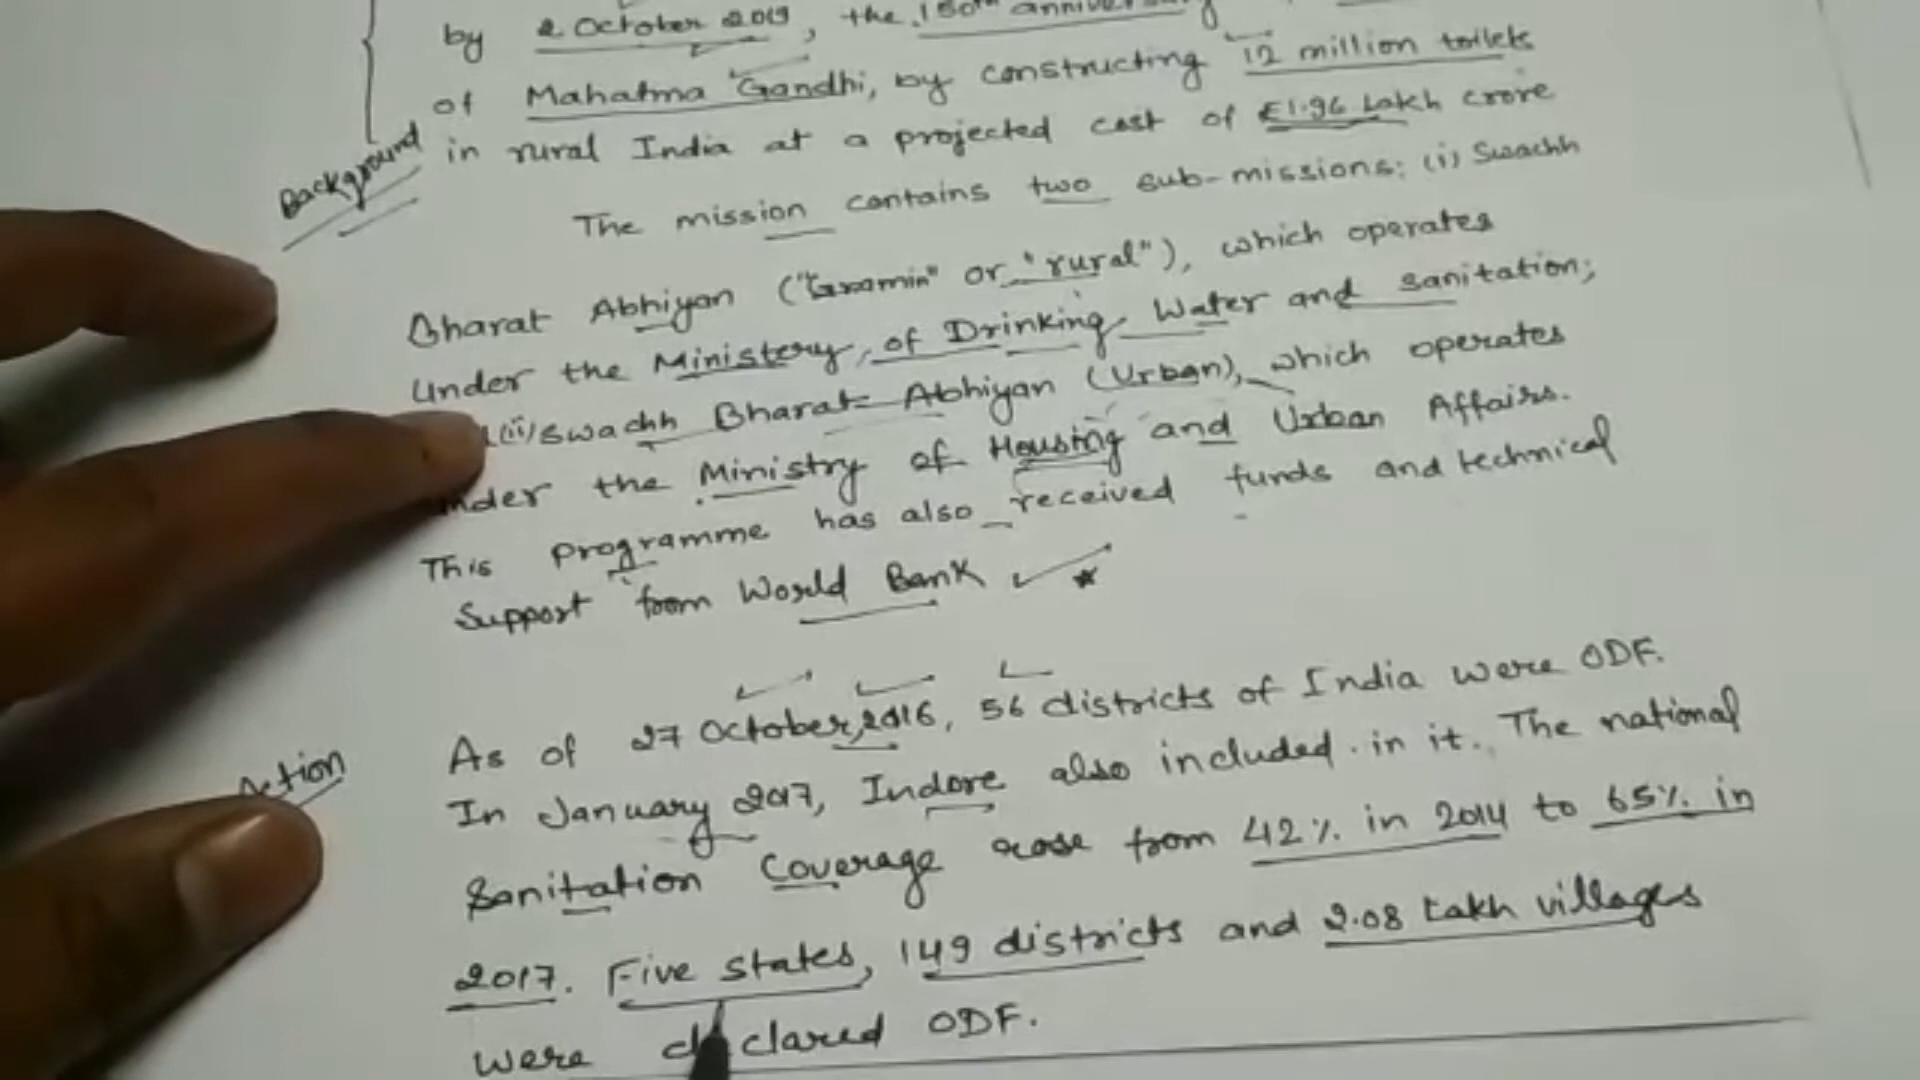 by 2 October 2019, the 150th anniversary
of Mahatma Gandhi, by constructing 12 million toilets
in rural India at a projected cost of ₹1.96 Lakh crore
Background
The mission contains two sub-missions: (i) Swachh
Bharat Abhiyan ("Gramin" or "rural"), which operates
under the Ministery of Drinking Water and sanitation;
(ii) swachh Bharat Abhiyan (Urban), which operates
under the Ministry of Housing and Urban Affairs.
This programme has also received funds and technical
Support from World Bank
As of 27 October, 2016, 56 districts of India were ODF.
Action
In January 2017, Indore also included in it. The national
Sanitation Coverage rose from 42% in 2014 to 65% in
2017. Five states, 149 districts and 2.08 Lakh villages
were declared ODF.